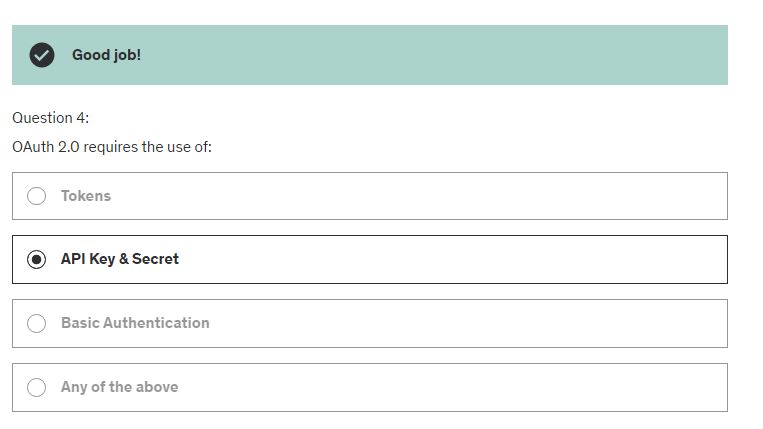 Good job!
Question 4:
OAuth 2.0 requires the use of:
Tokens
API Key & Secret
Basic Authentication
Any of the above